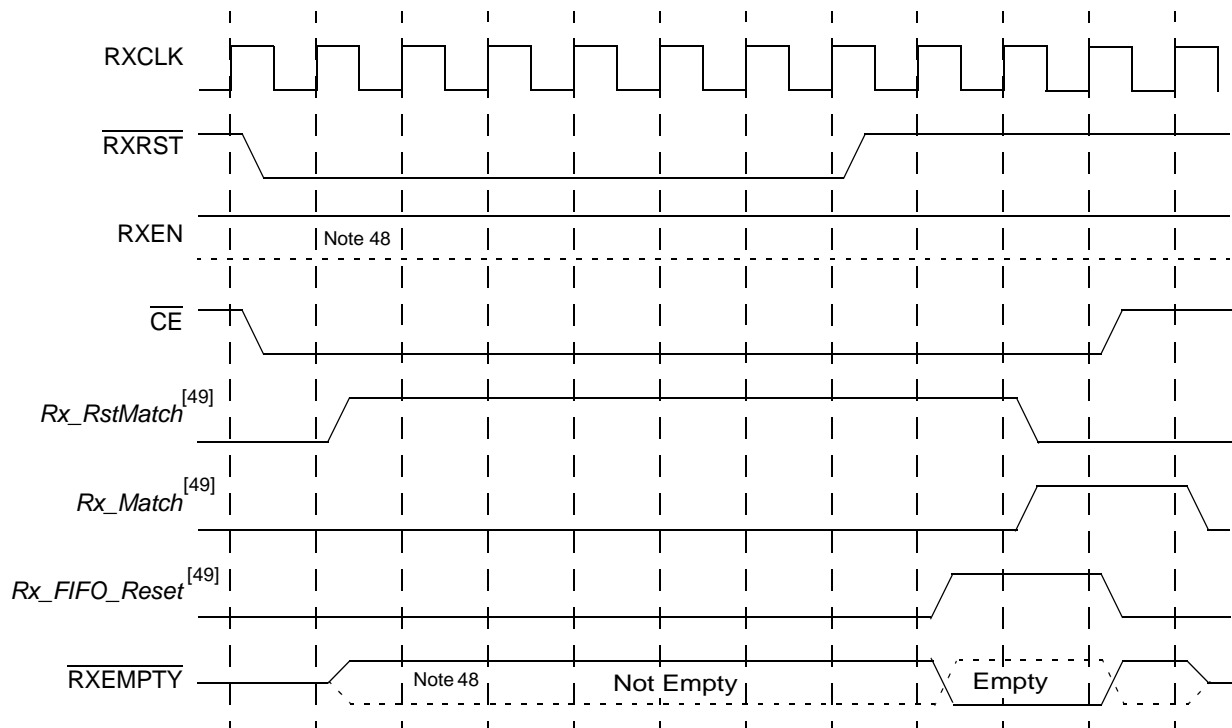 RXCLK
RXRST
RXEN
Note 48
CE
Rx_RstMatch[49]
Rx_Match[49]
Rx_FIFO_Reset[49]
RXEMPTY Note 48 Not Empty Empty